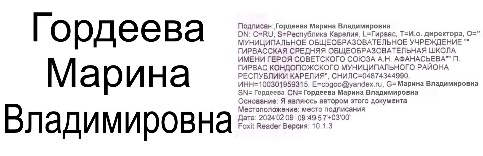 Гордеева
Марина
Владимировна
Подписан: Гордеева Марина Владимировна
DN: C=RU, S=Республика Карелия, L=Гирвас, T=И.о. директора, O="
МУНИЦИПАЛЬНОЕ ОБЩЕОБРАЗОВАТЕЛЬНОЕ УЧРЕЖДЕНИЕ ""
ГИРВАССКАЯ СРЕДНЯЯ ОБЩЕОБРАЗОВАТЕЛЬНАЯ ШКОЛА
ИМЕНИ ГЕРОЯ СОВЕТСКОГО СОЮЗА А.Н. АФАНАСЬЕВА"" П.
ГИРВАС КОНДОПОЖСКОГО МУНИЦИПАЛЬНОГО РАЙОНА
РЕСПУБЛИКИ КАРЕЛИЯ", СНИЛС=04874344990,
ИНН=100301959315, E=cogoo@yandex.ru, G=Марина Владимировна
SN=Гордеева CN=Гордеева Марина Владимировна
Основание: Я являюсь автором этого документа
Местоположение: место подписания
Дата: 2024.02.09 09:49:57+03'00'
Foxit Reader Версия: 10.1.3